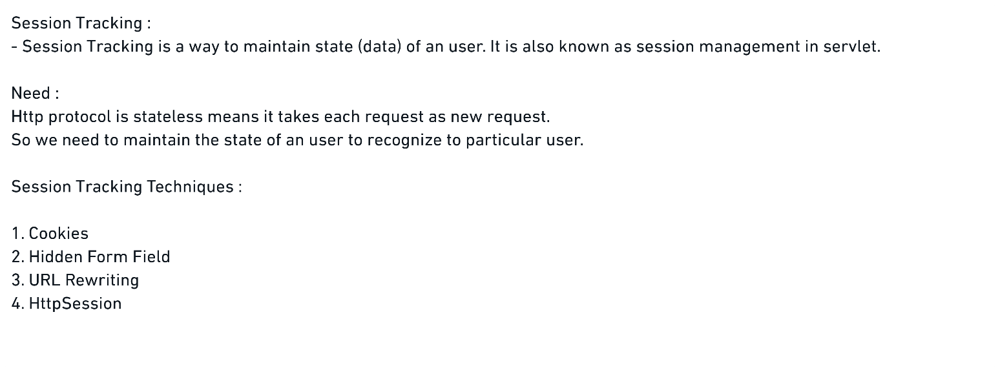 Session Tracking :
- Session Tracking is a way to maintain state (data) of an user. It is also known as session management in servlet.
Need :
Http protocol is stateless means it takes each request as new request.
So we need to maintain the state of an user to recognize to particular user.
Session Tracking Techniques :
1. Cookies
2. Hidden Form Field
3. URL Rewriting
4. HttpSession